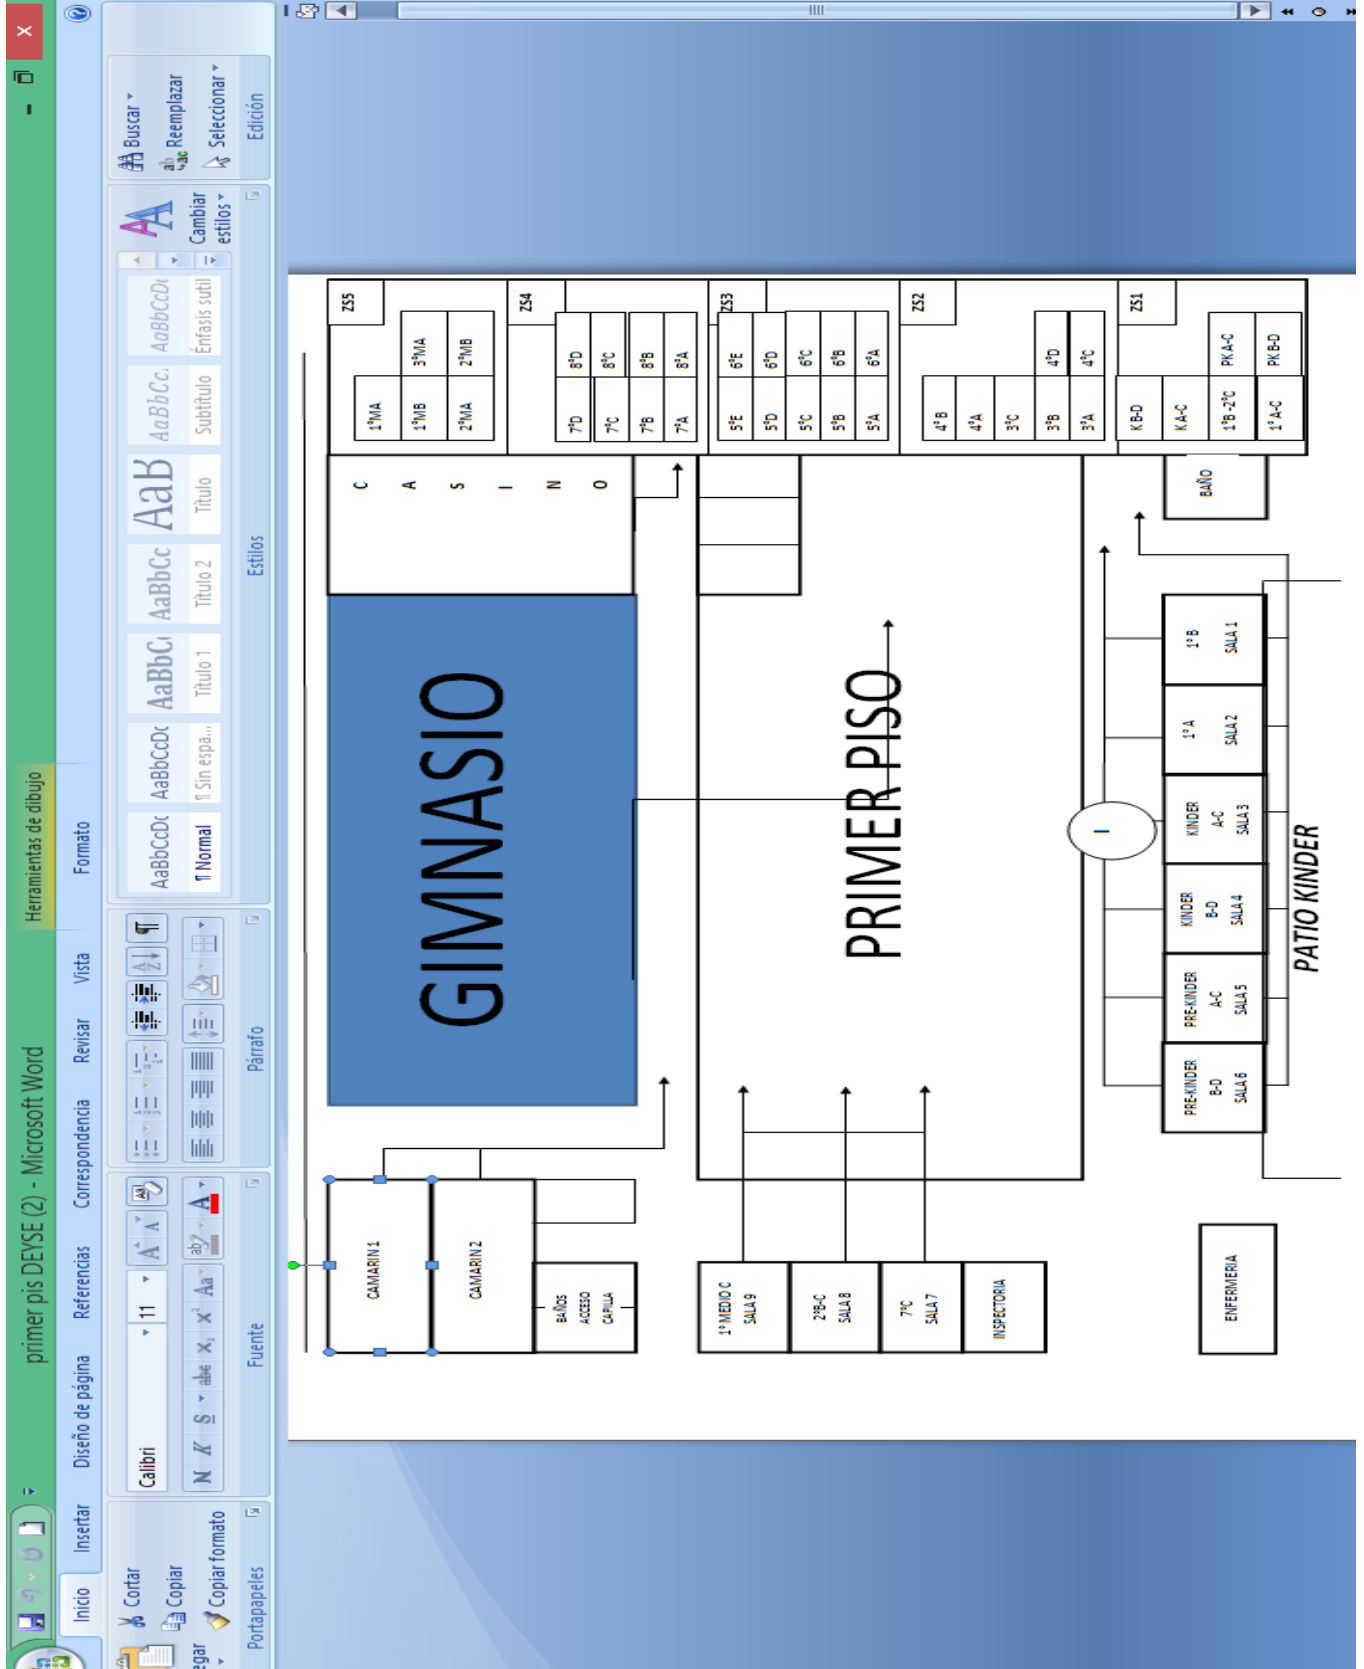 primer pis DEYSE (2) - Microsoft Word
Herramientas de dibujo
Inicio
Insertar
Diseño de página
Referencias
Correspondencia
Revisar
Vista
Formato
Cortar
Copiar
Copiar formato
Portapapeles
Calibri
11
N K S abc X₂ X² Aa
Fuente
Párrafo
AaBbCcDc
¶ Normal
AaBbCcDc
¶ Sin espa...
AaBbC
Título 1
AaBbCc
Título 2
AaB
Título
AaBbCc.
Subtítulo
AaBbCcDc
Énfasis sutil
Cambiar
estilos
Estilos
Buscar
Reemplazar
Seleccionar
Edición
CAMARIN 1
CAMARIN 2
BAÑOS
ACCESO
CAPILLA
GIMNASIO
C
A
S
I
N
O
ZS5
1°MA
1°MB
3°MA
2°MA
2°MB
ZS4
7°D
8°D
7°C
8°C
7°B
8°B
7°A
8°A
ZS3
5°E
6°E
5°D
6°D
5°C
6°C
5°B
6°B
5°A
6°A
ZS2
4° B
4°A
3°C
3°B
4°D
3°A
4°C
ZS1
K B-D
K A-C
1°B -2°C
PK A-C
1° A-C
PK B-D
PRIMER PISO
1° MEDIO C
SALA 9
2°B-C
SALA 8
7°C
SALA 7
INSPECTORIA
I
BAÑO
PRE-KINDER
B-D
SALA 6
PRE-KINDER
A-C
SALA 5
KINDER
B-D
SALA 4
KINDER
A-C
SALA 3
1° A
SALA 2
1° B
SALA 1
ENFERMERIA
PATIO KINDER